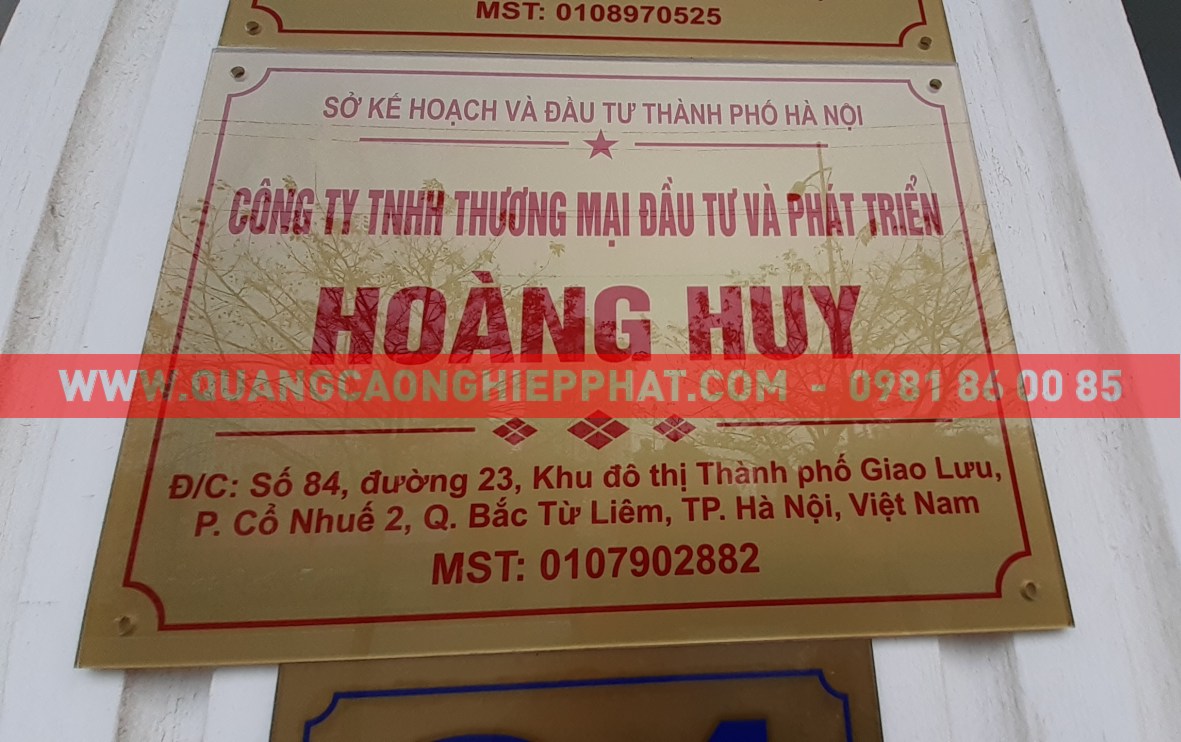 MST: 0108970525
SỞ KẾ HOẠCH VÀ ĐẦU TƯ THÀNH PHỐ HÀ NỘI
CÔNG TY TNHH THƯƠNG MẠI ĐẦU TƯ VÀ PHÁT TRIỂN
HOÀNG HUY
WWW.QUANGCAONGHIEPPHAT.COM - 0981 86 00 85
Đ/C: Số 84, đường 23, Khu đô thị Thành phố Giao Lưu,
P. Cổ Nhuế 2, Q. Bắc Từ Liêm, TP. Hà Nội, Việt Nam
MST: 0107902882